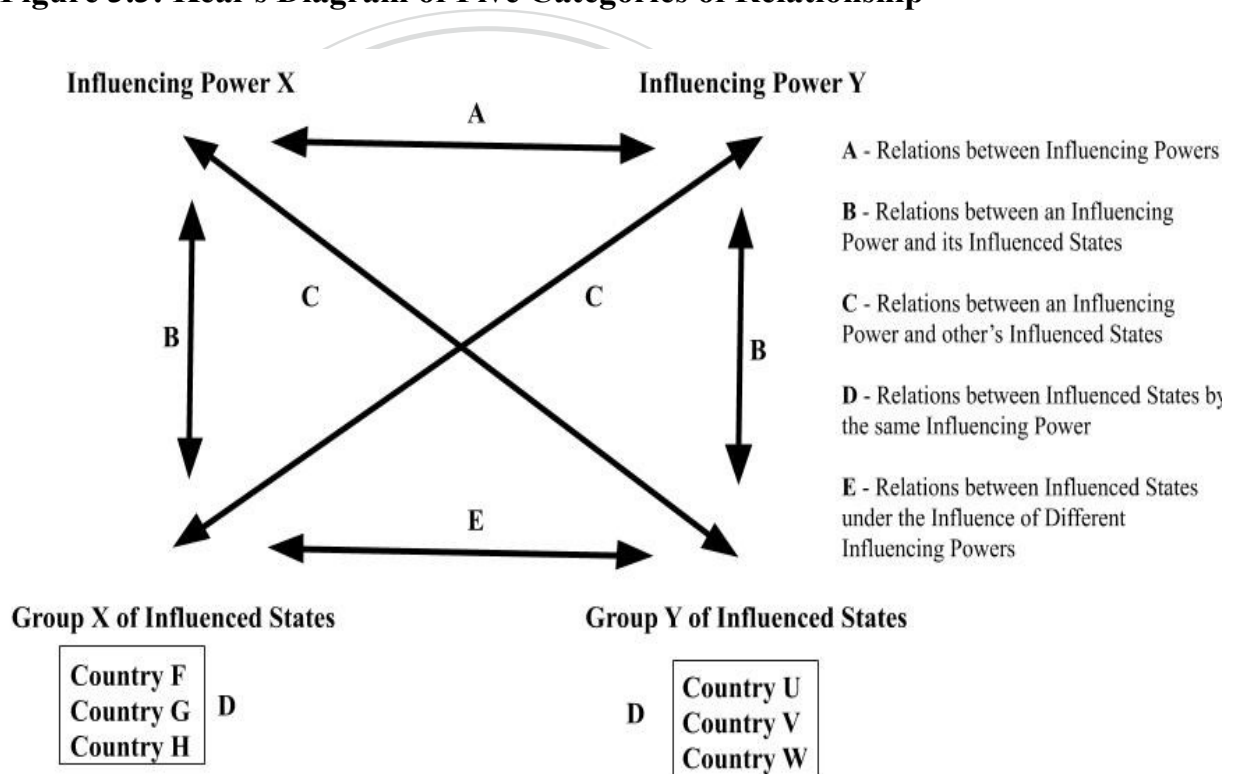 Figure 3.3: Kear's Diagram of Five Categories of Relationship
Influencing Power X
Influencing Power Y
A
A - Relations between Influencing Powers
B - Relations between an Influencing
Power and its Influenced States
C
C
C - Relations between an Influencing
Power and other's Influenced States
B
B
D - Relations between Influenced States by
the same Influencing Power
E
E - Relations between Influenced States
under the Influence of Different
Influencing Powers
Group X of Influenced States
Group Y of Influenced States
Country F
Country G
Country H
D
D
Country U
Country V
Country W